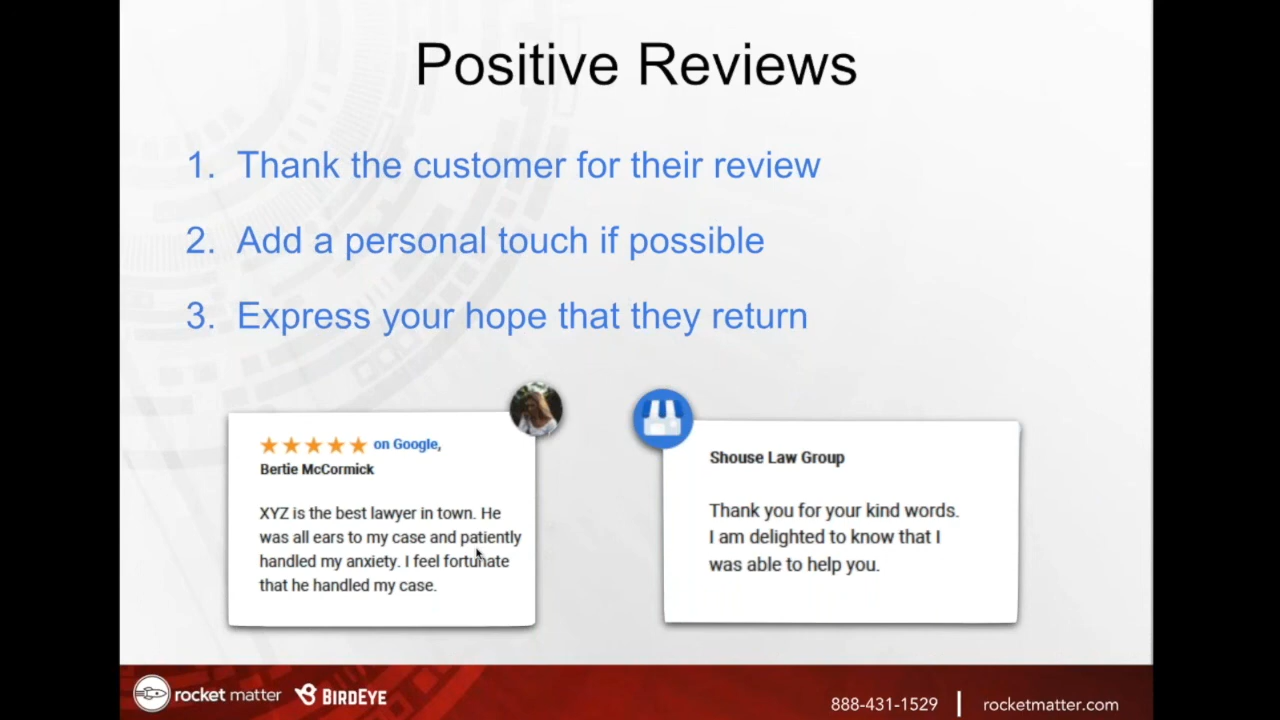 Positive Reviews
1. Thank the customer for their review
2. Add a personal touch if possible
3. Express your hope that they return
on Google,
Bertie McCormick
XYZ is the best lawyer in town. He
was all ears to my case and patiently
handled my anxiety. I feel fortunate
that he handled my case.
Shouse Law Group
Thank you for your kind words.
I am delighted to know that I
was able to help you.
rocket matter BIRDEYE
888-431-1529 | rocketmatter.com